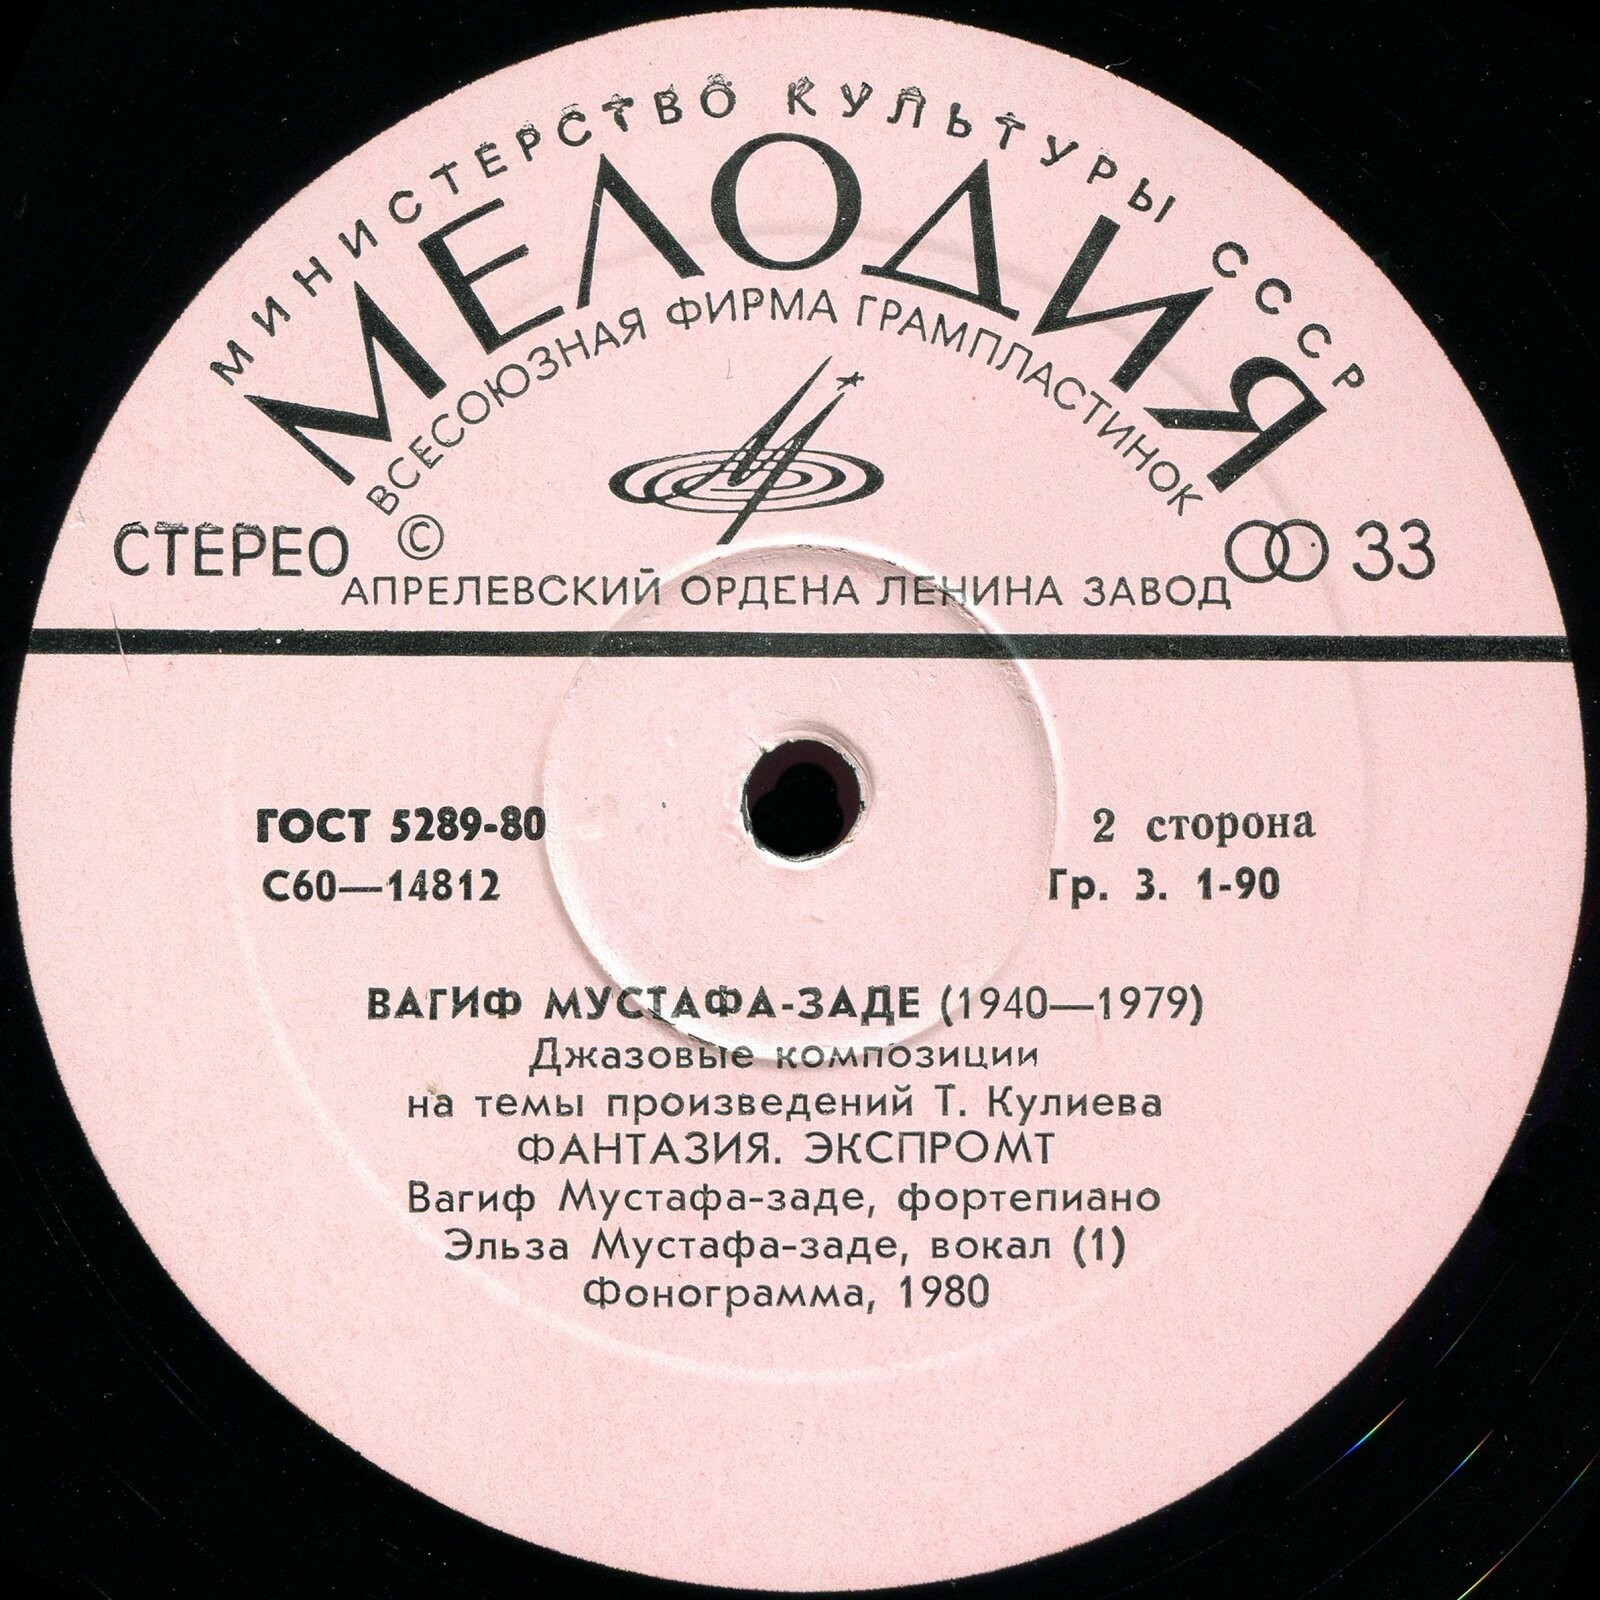 МИНИСТЕРСТВО КУЛЬТУРЫ СССР
МЕЛОДИЯ
ВСЕСОЮЗНАЯ ФИРМА ГРАМПЛАСТИНОК
СТЕРЕО © 33
АПРЕЛЕВСКИЙ ОРДЕНА ЛЕНИНА ЗАВОД
ГОСТ 5289-80 2 сторона
С60—14812 Гр. 3. 1-90
ВАГИФ МУСТАФА-ЗАДЕ (1940—1979)
Джазовые композиции
на темы произведений Т. Кулиева
ФАНТАЗИЯ. ЭКСПРОМТ
Вагиф Мустафа-заде, фортепиано
Эльза Мустафа-заде, вокал (1)
Фонограмма, 1980